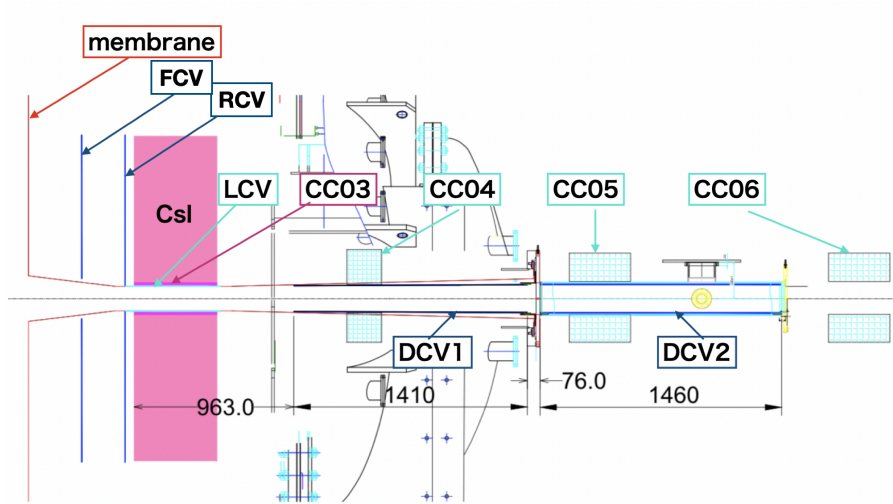 membrane
FCV
RCV
LCV
CC03
CC04
CC05
CC06
CsI
DCV1
DCV2
76.0
963.0
1410
1460